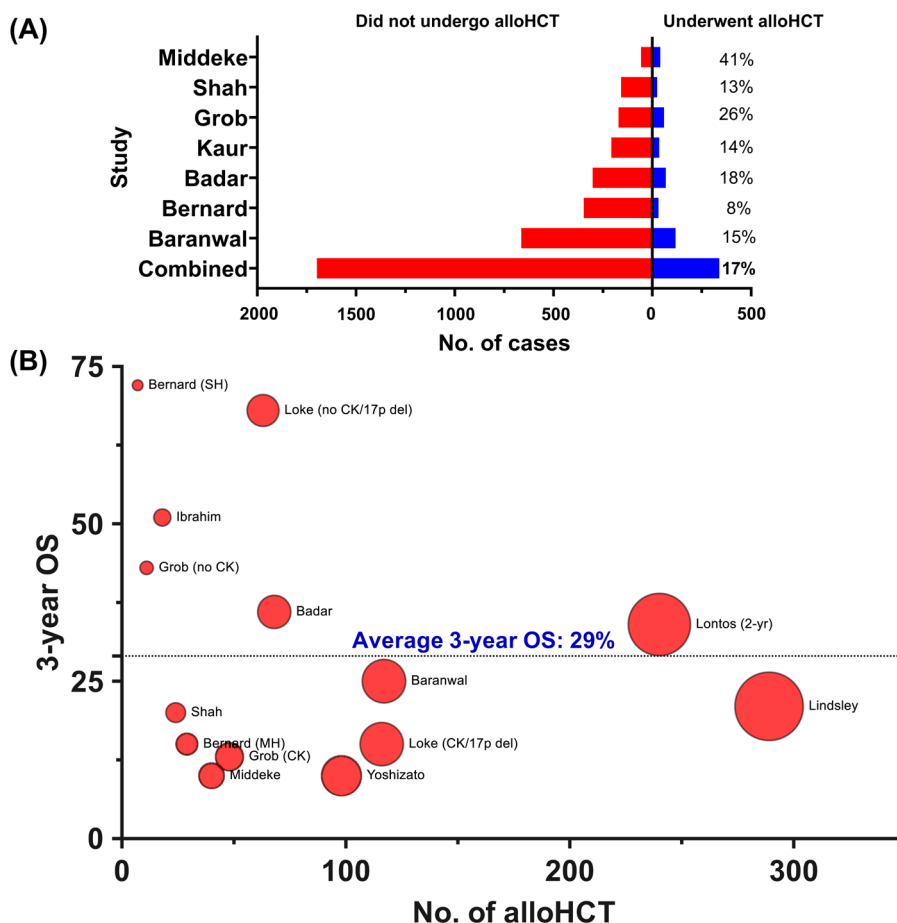 (A)
Did not undergo alloHCT
Underwent alloHCT
Study
Middeke 41%
Shah 13%
Grob 26%
Kaur 14%
Badar 18%
Bernard 8%
Baranwal 15%
Combined 17%
2000 1500 1000 500 0 500
No. of cases
(B)
3-year OS
75
50
25
0
Bernard (SH)
Loke (no CK/17p del)
Ibrahim
Grob (no CK)
Badar
Lontos (2-yr)
Average 3-year OS: 29%
Baranwal
Lindsley
Shah
Bernard (MH)
Loke (CK/17p del)
Grob (CK)
Middeke
Yoshizato
0 100 200 300
No. of alloHCT